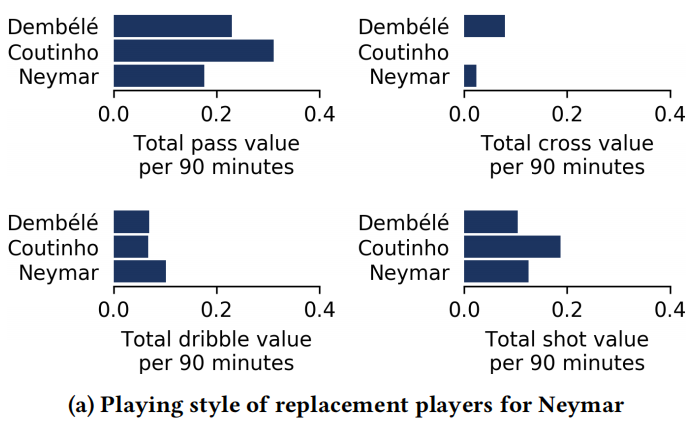 Dembélé
Coutinho
Neymar
0.0 0.2 0.4
Total pass value
per 90 minutes
Dembélé
Coutinho
Neymar
0.0 0.2 0.4
Total cross value
per 90 minutes
Dembélé
Coutinho
Neymar
0.0 0.2 0.4
Total dribble value
per 90 minutes
Dembélé
Coutinho
Neymar
0.0 0.2 0.4
Total shot value
per 90 minutes
(a) Playing style of replacement players for Neymar